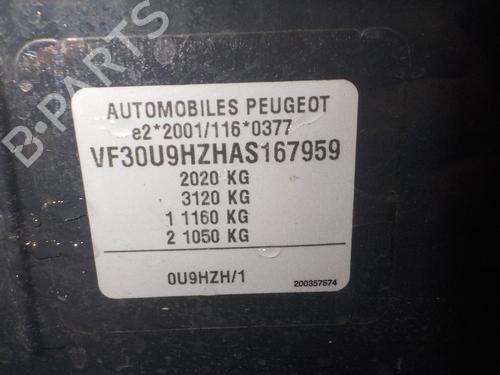 B-PARTS
AUTOMOBILES PEUGEOT
e2*2001/116*0377
VF30U9HZHAS167959
2020 KG
3120 KG
1 1160 KG
2 1050 KG
0U9HZH/1
200357574